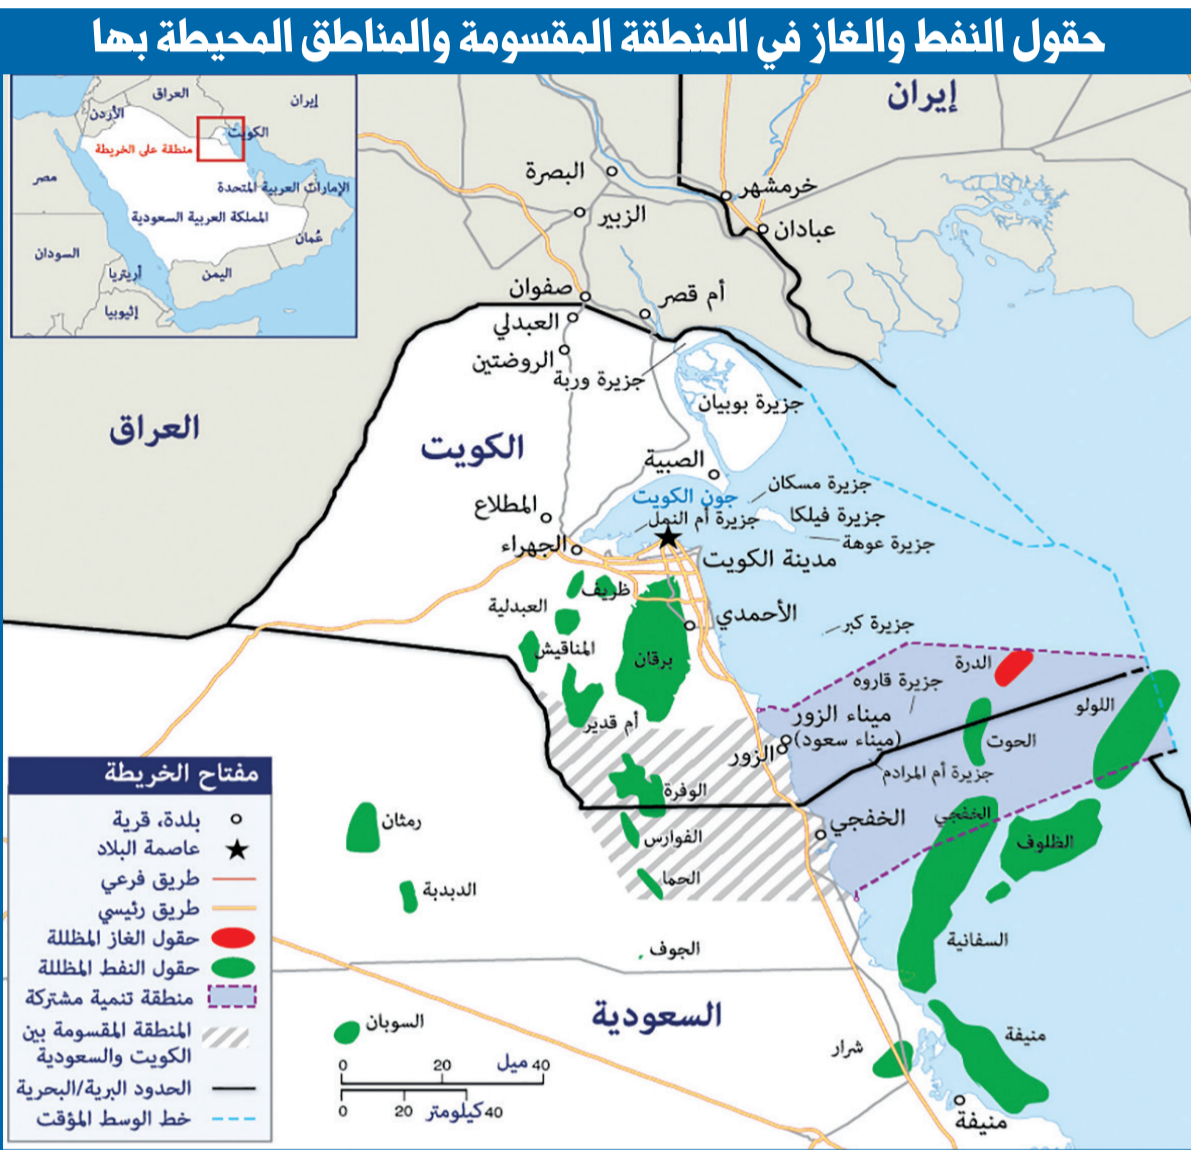 حقول النفط والغاز في المنطقة المقسومة والمناطق المحيطة بها
العراق
إيران
الأردن
الكويت
منطقة على الخريطة
مصر
الإمارات العربية المتحدة
المملكة العربية السعودية
عُمان
السودان
أريتريا
اليمن
إثيوبيا
إيران
البصرة
خرمشهر
الزبير
عبادان
صفوان
أم قصر
العبدلي
الروضتين
جزيرة وربة
جزيرة بوبيان
العراق
الكويت
الصبية
جزيرة مسكان
جون الكويت
المطلاع
جزيرة فيلكا
جزيرة أم النمل
الجهراء
جزيرة عوهة
مدينة الكويت
ظريف
العبدلية
الأحمدي
جزيرة كبر
المناقيش
برقان
الدرة
جزيرة قاروه
اللولو
أم قدير
ميناء الزور
(ميناء سعود)
الزور
الحوت
جزيرة أم المرادم
الوفرة
الخفجي
الخفجي
الفوارس
الظلوف
رمثان
الحما
الدبدبة
الجوف
السفانية
السعودية
السوبان
شرار
منيفة
منيفة
مفتاح الخريطة
بلدة، قرية
عاصمة البلاد
طريق فرعي
طريق رئيسي
حقول الغاز المظللة
حقول النفط المظللة
منطقة تنمية مشتركة
المنطقة المقسومة بين
الكويت والسعودية
الحدود البرية/البحرية
خط الوسط المؤقت
0 20 ميل 40
0 20 كيلومتر 40